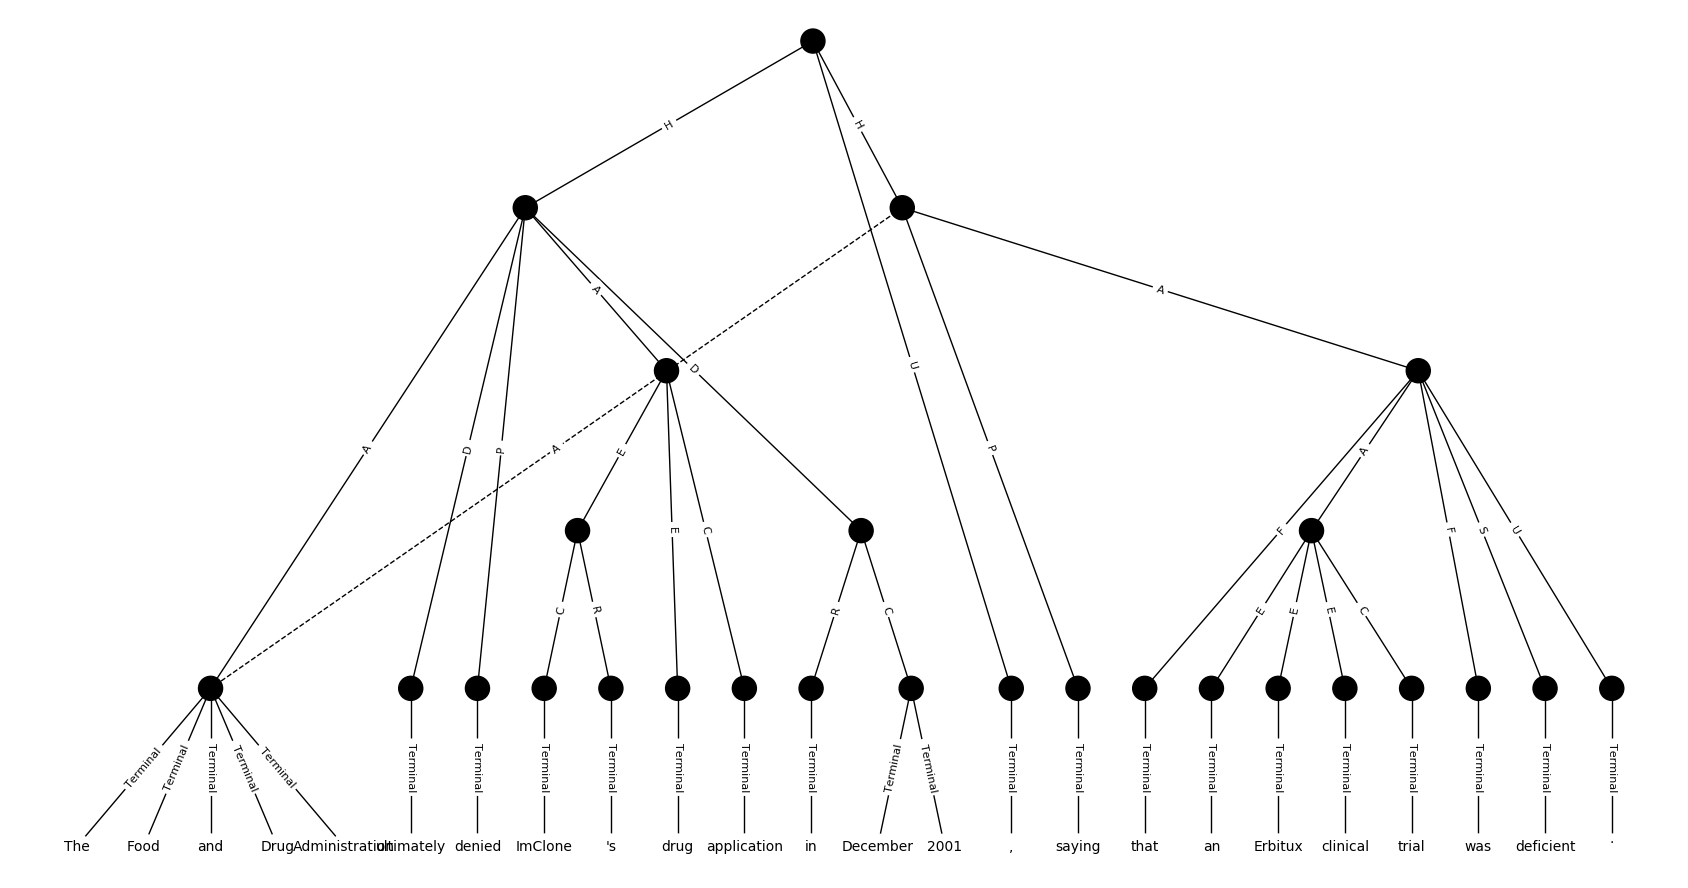 H H
A A
D
U
A D P A E P A
F E C F S U
C R R C E E E C
Terminal Terminal Terminal Terminal Terminal Terminal Terminal Terminal Terminal Terminal Terminal Terminal Terminal Terminal Terminal Terminal Terminal Terminal Terminal Terminal Terminal Terminal Terminal Terminal
The Food and Drug Administration ultimately denied ImClone 's drug application in December 2001 , saying that an Erbitux clinical trial was deficient .